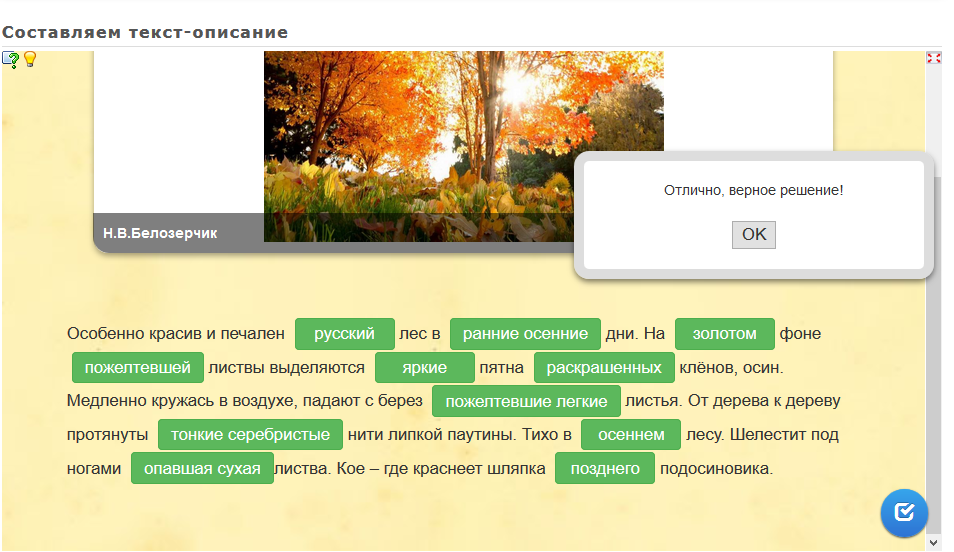 Составляем текст-описание
Н.В.Белозерчик
Отлично, верное решение!
OK
Особенно красив и печален русский лес в ранние осенние дни. На золотом фоне
пожелтевшей листвы выделяются яркие пятна раскрашенных клёнов, осин.
Медленно кружась в воздухе, падают с берез пожелтевшие легкие листья. От дерева к дереву
протянуты тонкие серебристые нити липкой паутины. Тихо в осеннем лесу. Шелестит под
ногами опавшая сухая листва. Кое – где краснеет шляпка позднего подосиновика.